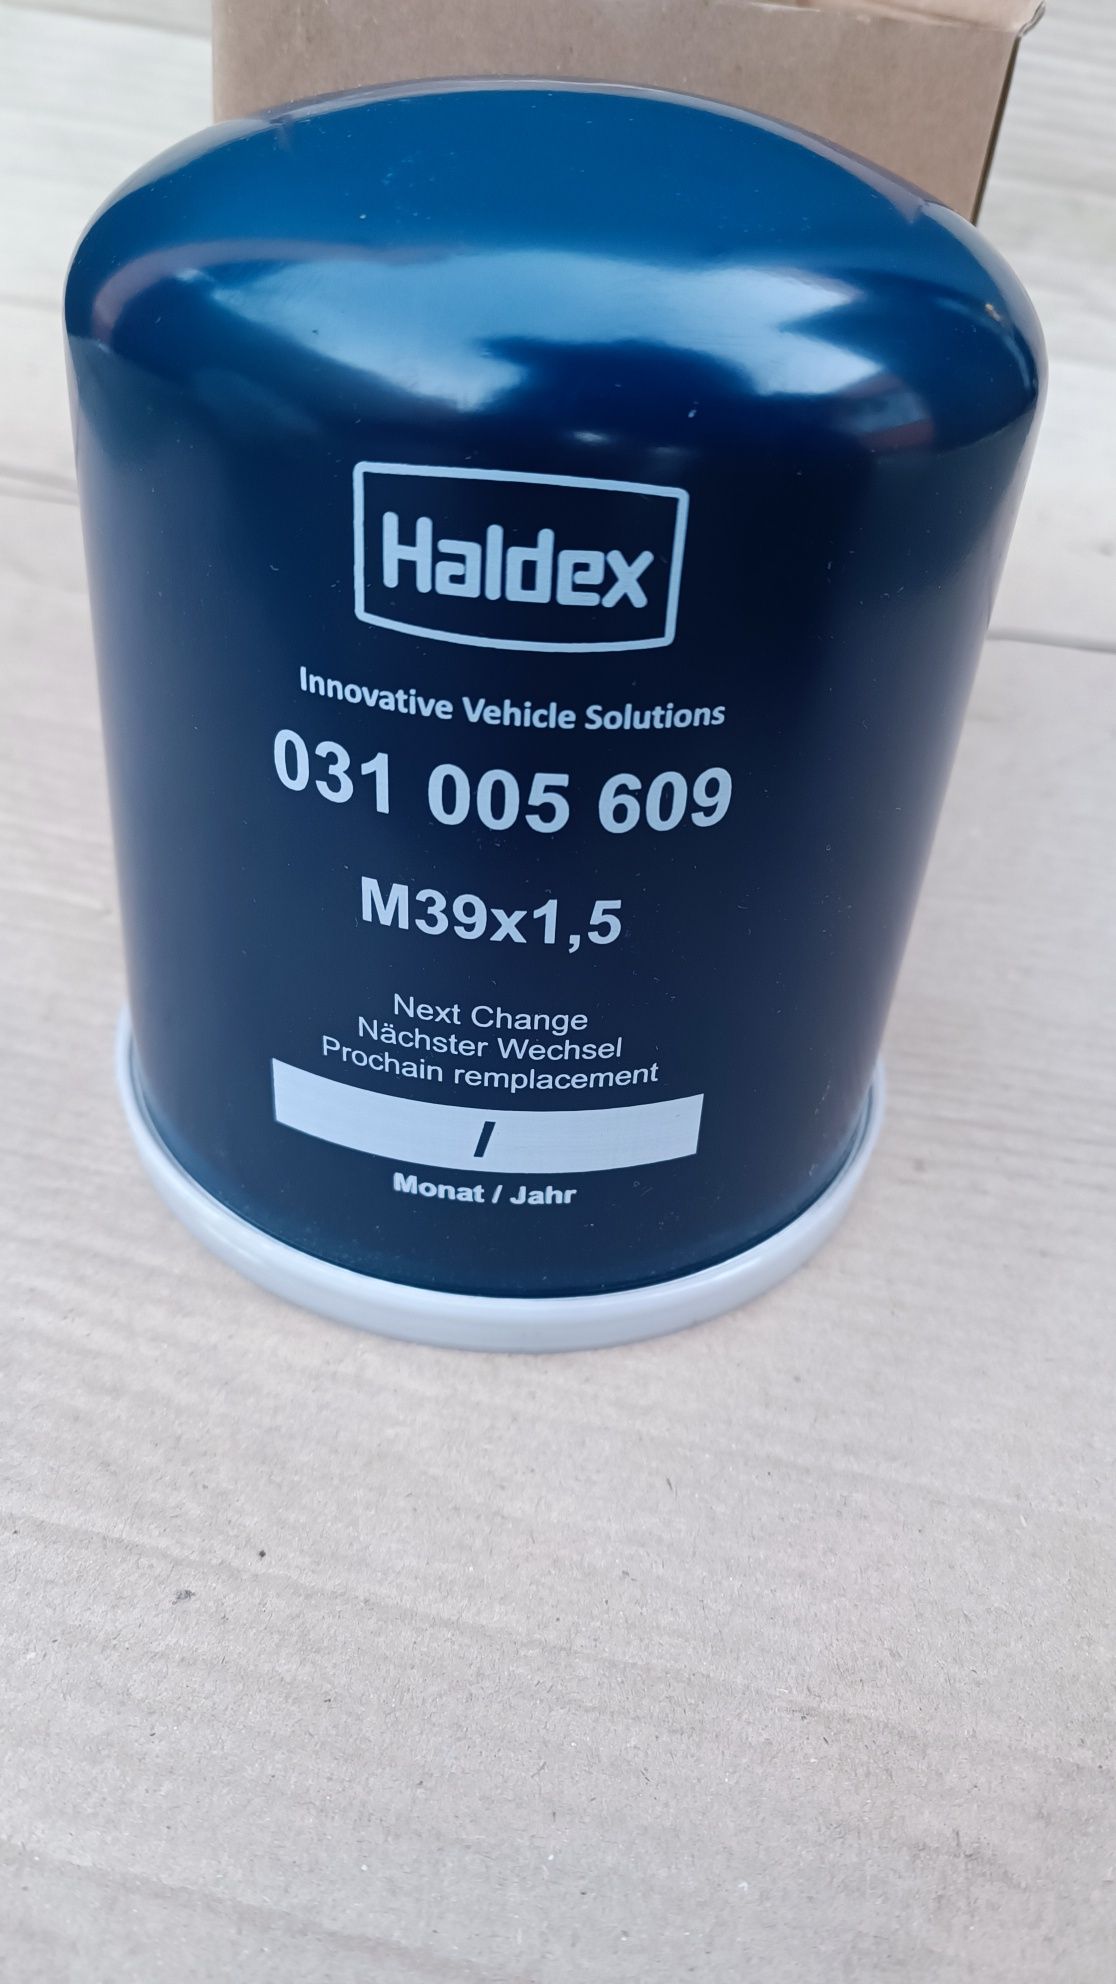 Haldex
Innovative Vehicle Solutions
031 005 609
M39x1,5
Next Change
Nächster Wechsel
Prochain remplacement
/
Monat / Jahr